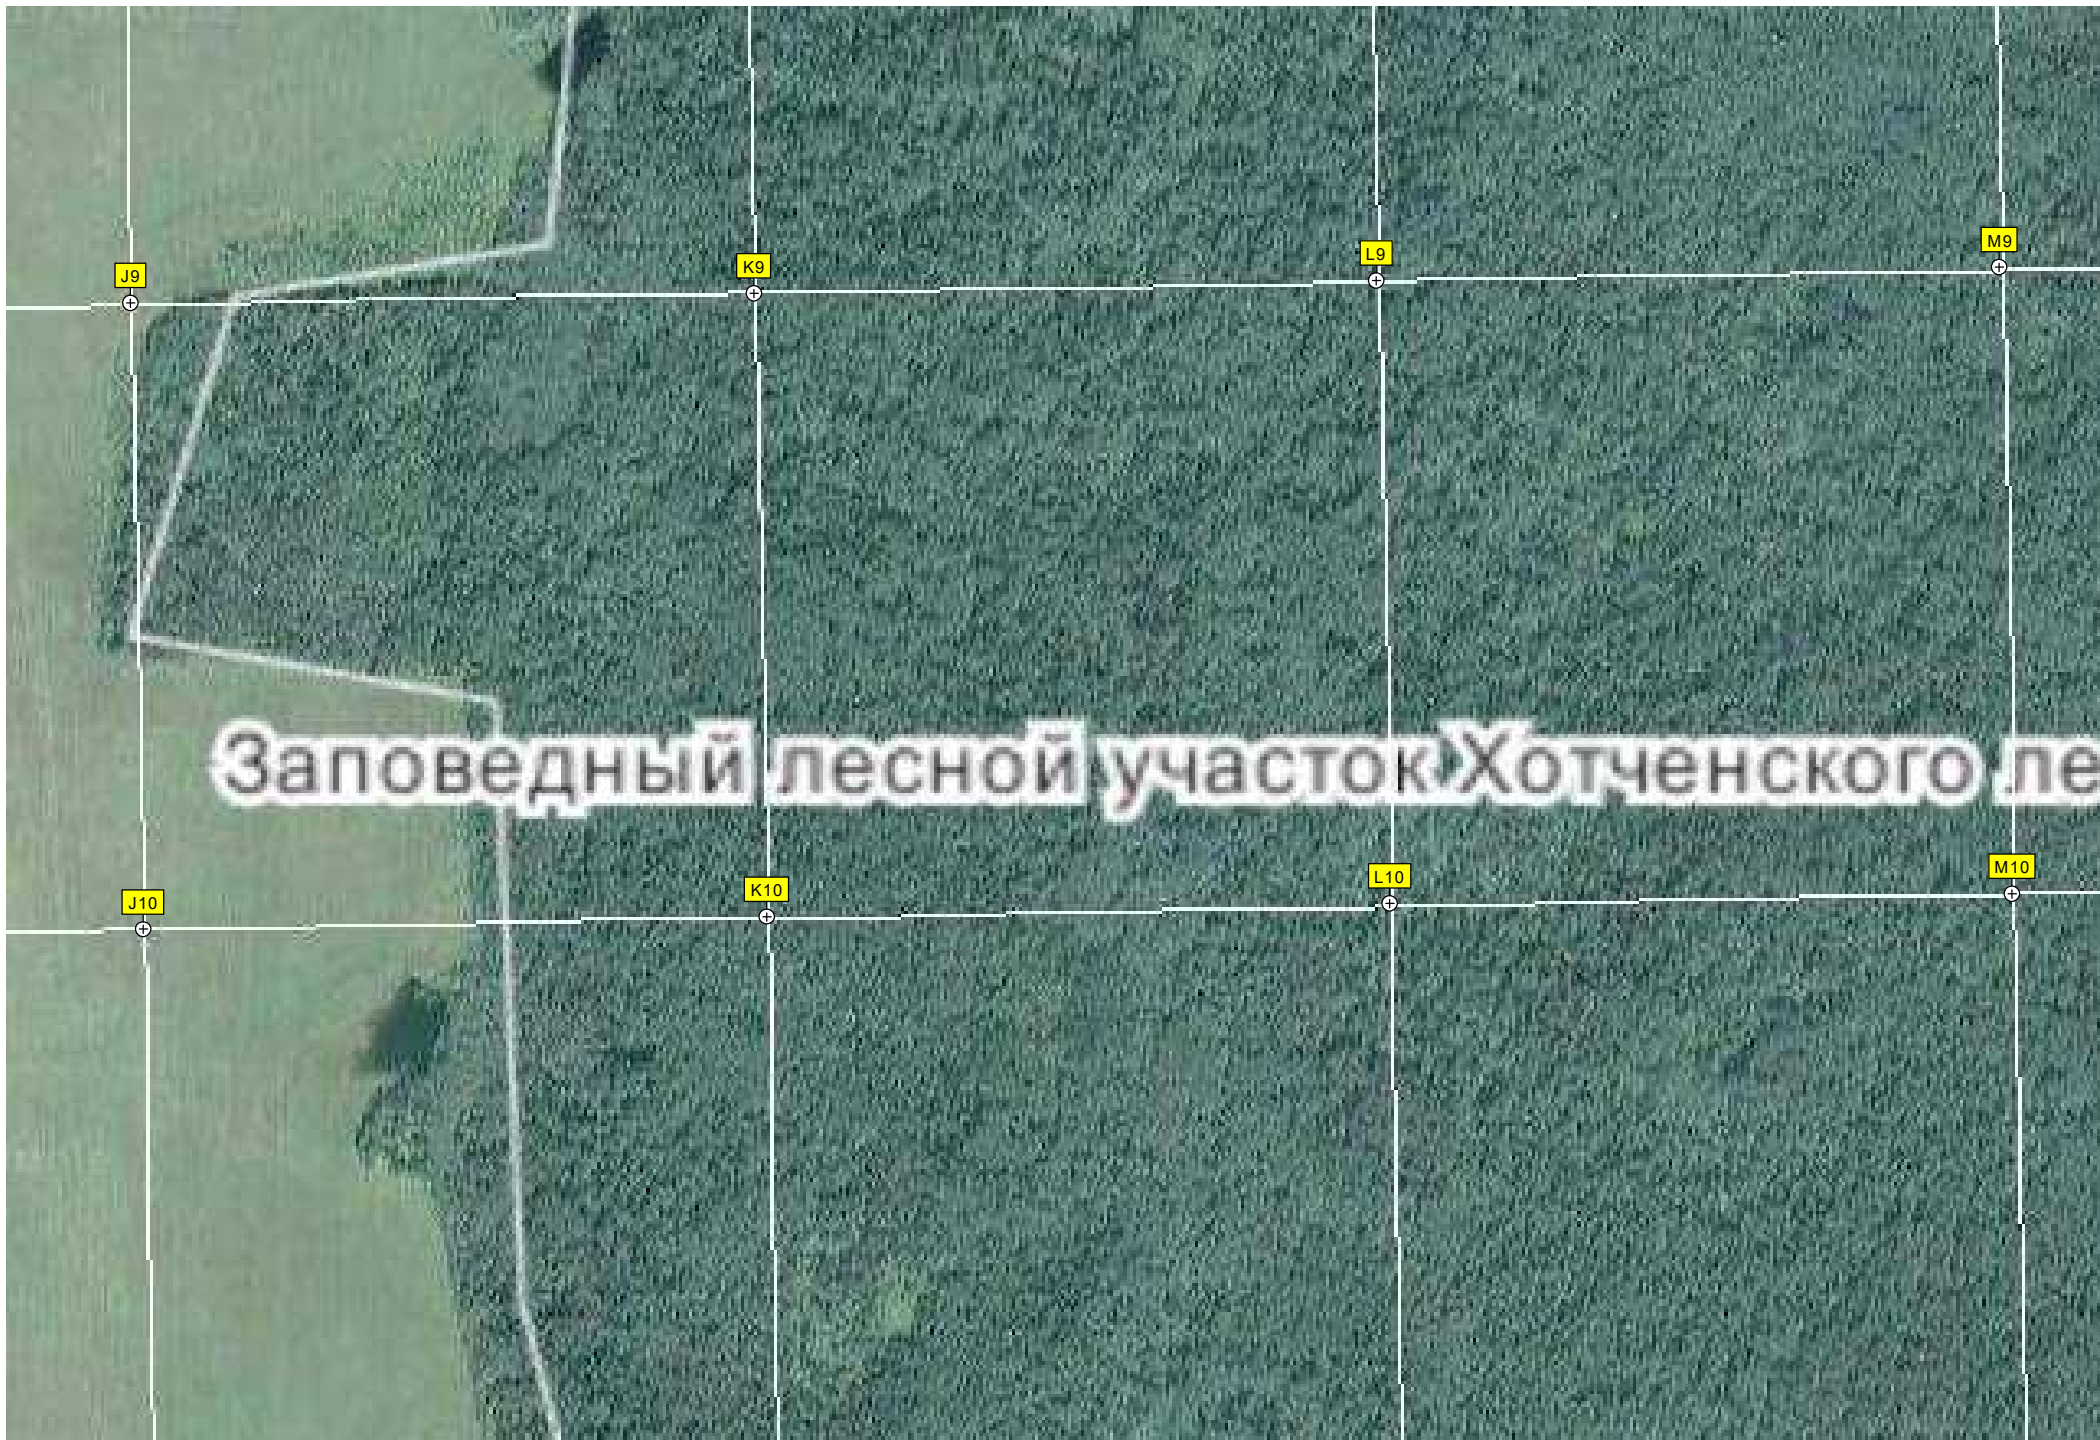 M9
L9
K9
J9
Заповедный лесной участок Хотченского ле
M10
L10
K10
J10